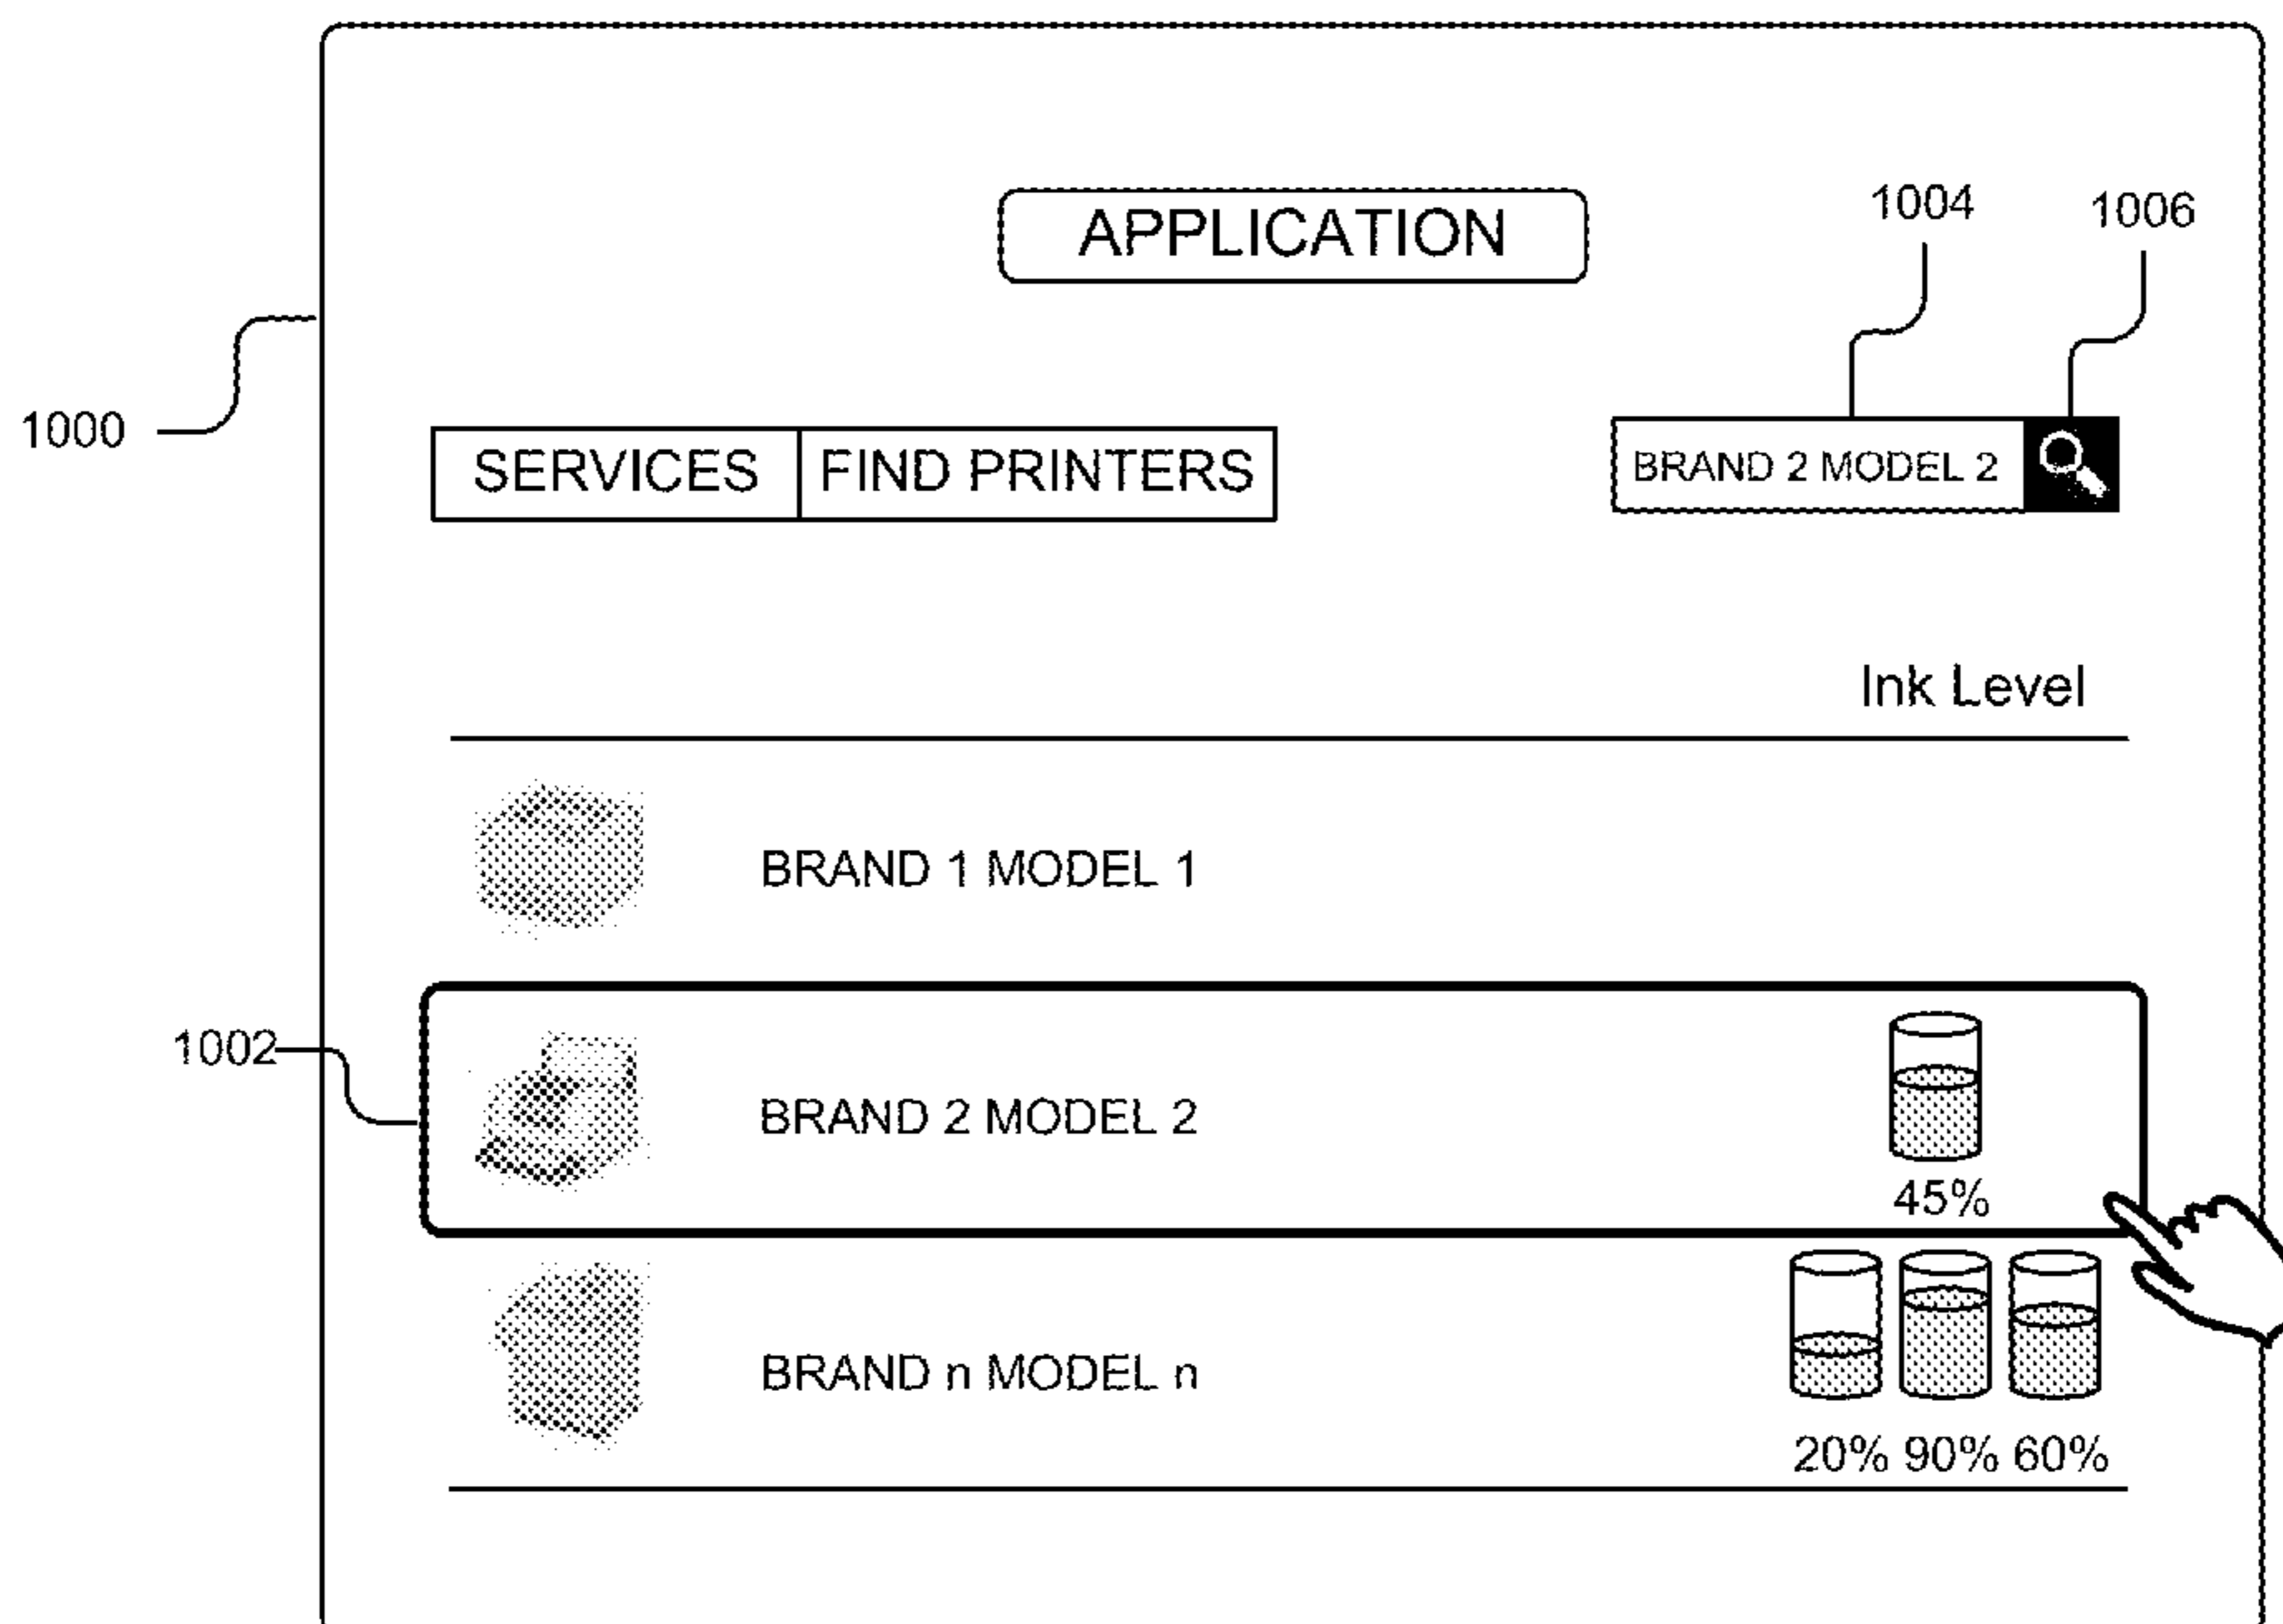 APPLICATION
1004
1006
1000
SERVICES FIND PRINTERS
BRAND 2 MODEL 2
Ink Level
BRAND 1 MODEL 1
1002
BRAND 2 MODEL 2
45%
BRAND n MODEL n
20% 90% 60%